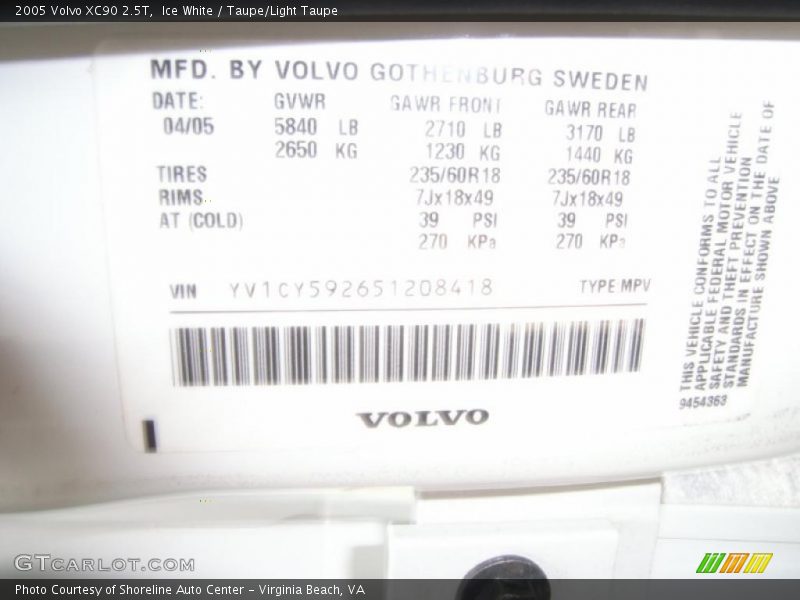 2005 Volvo XC90 2.5T, Ice White / Taupe/Light Taupe
MFD. BY VOLVO GOTHENBURG SWEDEN
DATE: GVWR GAWR FRONT GAWR REAR
04/05 5840 LB 2710 LB 3170 LB
2650 KG 1230 KG 1440 KG
TIRES 235/60R18 235/60R18
RIMS 7Jx18x49 7Jx18x49
AT (COLD) 39 PSI 39 PSI
270 KPa 270 KPa
VIN YV1CY592651208418 TYPE MPV
VOLVO
THIS VEHICLE CONFORMS TO ALL
APPLICABLE FEDERAL MOTOR VEHICLE
SAFETY AND THEFT PREVENTION
STANDARDS IN EFFECT ON THE DATE OF
MANUFACTURE SHOWN ABOVE
9454363
GTCARLOT.COM
Photo Courtesy of Shoreline Auto Center - Virginia Beach, VA